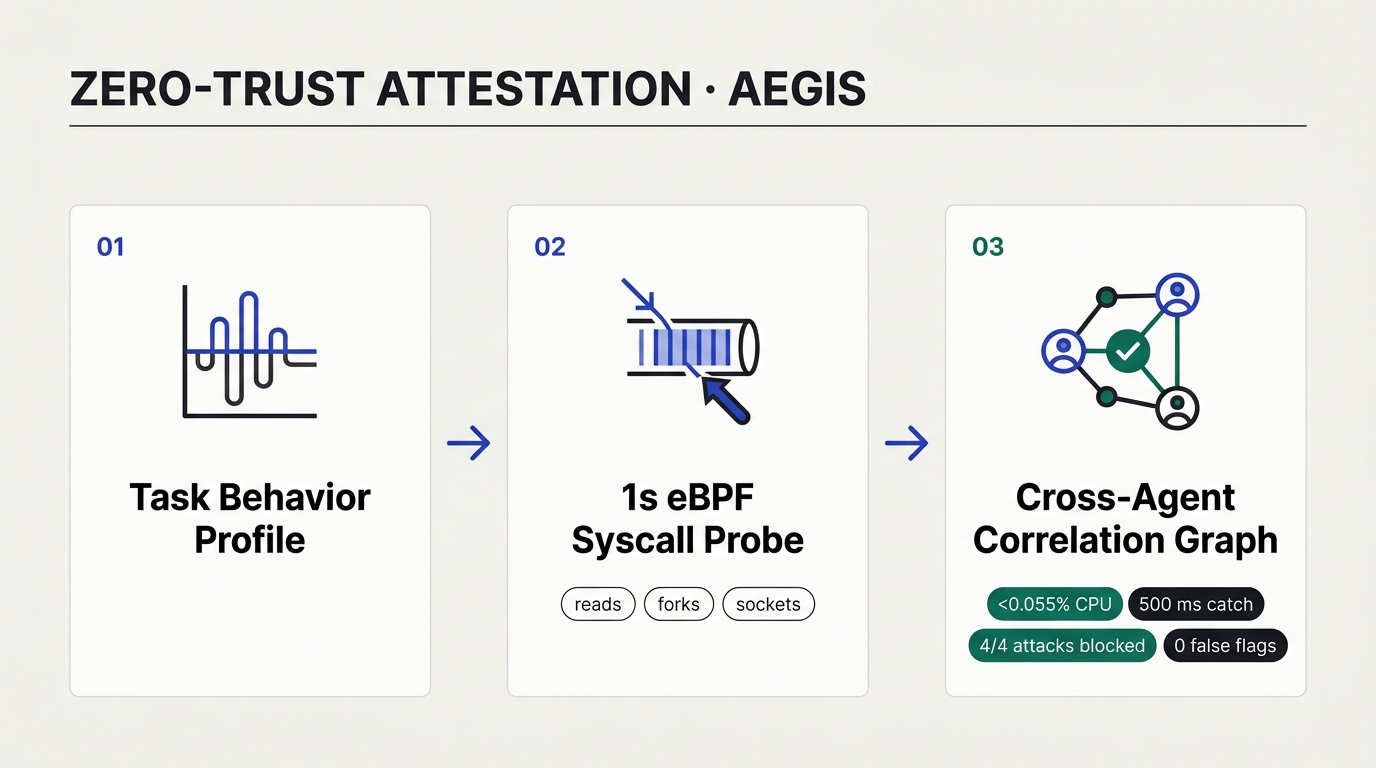 ZERO-TRUST ATTESTATION · AEGIS
01
Task Behavior
Profile
02
1s eBPF
Syscall Probe
reads forks sockets
03
Cross-Agent
Correlation Graph
<0.055% CPU 500 ms catch
4/4 attacks blocked 0 false flags